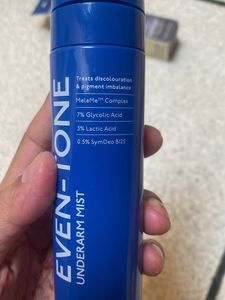 EVEN-TONE
UNDERARM MIST
Treats discolouration
& pigment imbalance
MelaMe™ Complex
7% Glycolic Acid
3% Lactic Acid
0.5% SymDeo B125